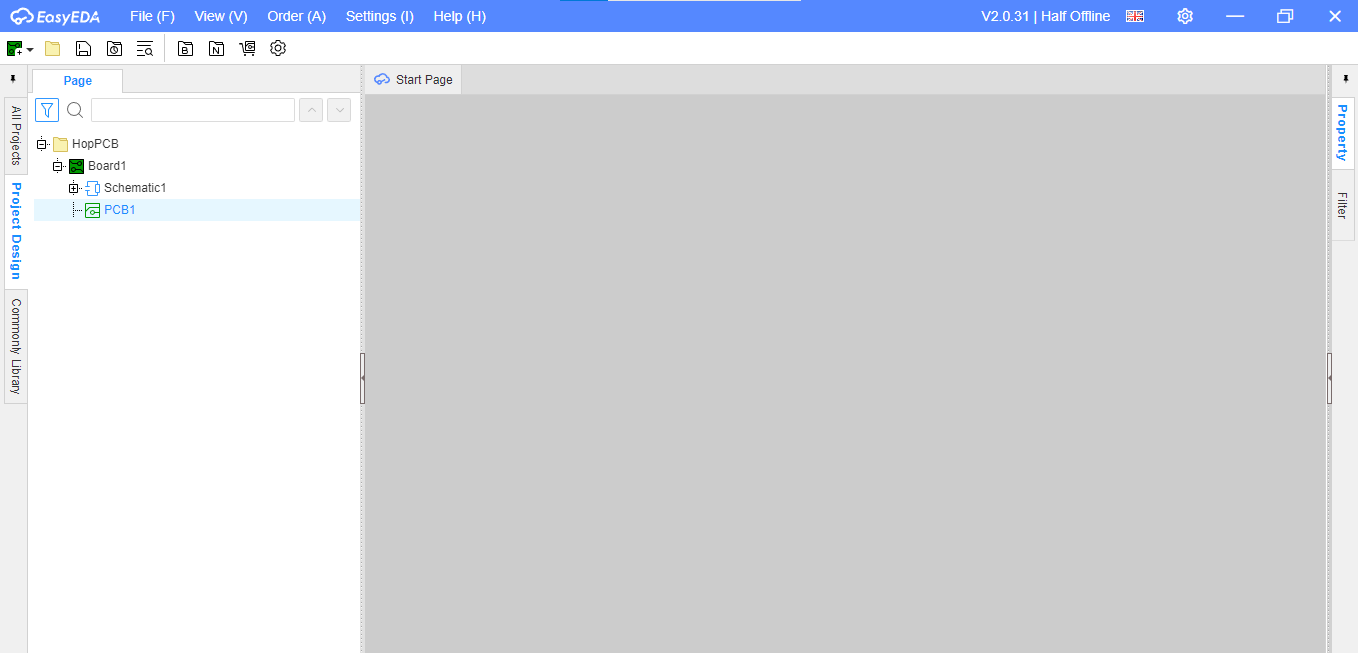 EasyEDA File (F) View (V) Order (A) Settings (I) Help (H) V2.0.31 | Half Offline
B N
Page
Start Page
All Projects
Project Design
Commonly Library
HopPCB
Board1
Schematic1
PCB1
Property
Filter